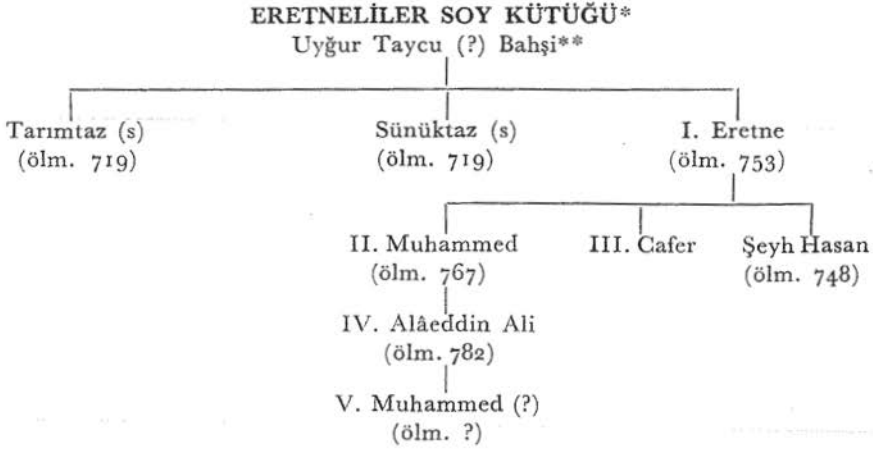 ERETNELİLER SOY KÜTÜĞÜ*
Uyğur Taycu (?) Bahşi**
Tarımtaz (s)
(ölm. 719)
Sünüktaz (s)
(ölm. 719)
I. Eretne
(ölm. 753)
II. Muhammed
(ölm. 767)
III. Cafer
Şeyh Hasan
(ölm. 748)
IV. Alâeddin Ali
(ölm. 782)
V. Muhammed (?)
(ölm. ?)